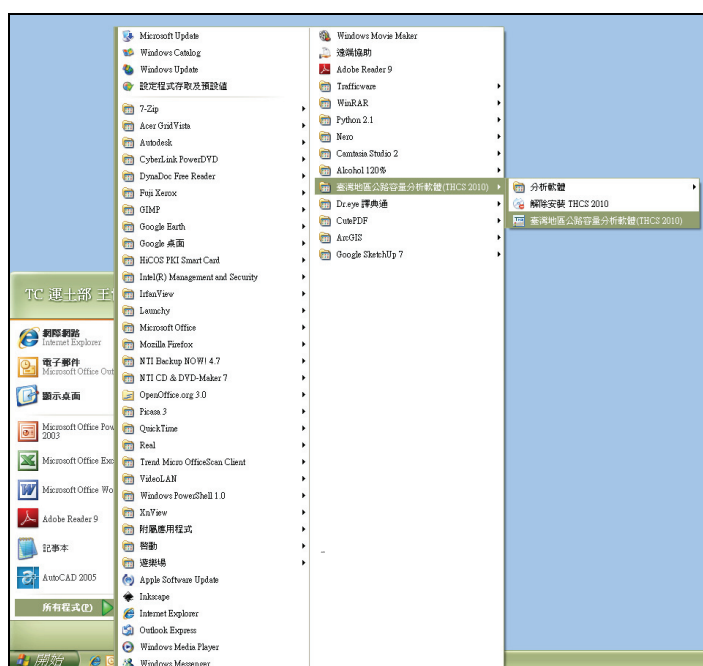 Microsoft Update
Windows Catalog
Windows Update
設定程式存取及預設值
7-Zip
Acer GridVista
Autodesk
CyberLink PowerDVD
DynaDoc Free Reader
Fuji Xerox
GIMP
Google Earth
Google 桌面
HiCOS PKI Smart Card
Intel(R) Management and Security
IrfanView
Launchy
Microsoft Office
Mozilla Firefox
NTI Backup NOW! 4.7
NTI CD & DVD-Maker 7
OpenOffice.org 3.0
Picasa 3
QuickTime
Real
Trend Micro OfficeScan Client
VideoLAN
Windows PowerShell 1.0
XnView
附屬應用程式
啟動
遊樂場
Apple Software Update
Inkscape
Internet Explorer
Outlook Express
Windows Media Player
Windows Messenger
Windows Movie Maker
遠端協助
Adobe Reader 9
Trafficware
WinRAR
Python 2.1
Nero
Camtasia Studio 2
Alcohol 120%
臺灣地區公路容量分析軟體(THCS 2010)
Dr.eye 譯典通
CutePDF
ArcGIS
Google SketchUp 7
分析軟體
解除安裝 THCS 2010
臺灣地區公路容量分析軟體(THCS 2010)
TC 運土部 王
網際網路
Internet Explorer
電子郵件
Microsoft Office Out
顯示桌面
Microsoft Office Pow
2003
Microsoft Office Exc
Microsoft Office Wo
Adobe Reader 9
記事本
AutoCAD 2005
所有程式(P)
開始